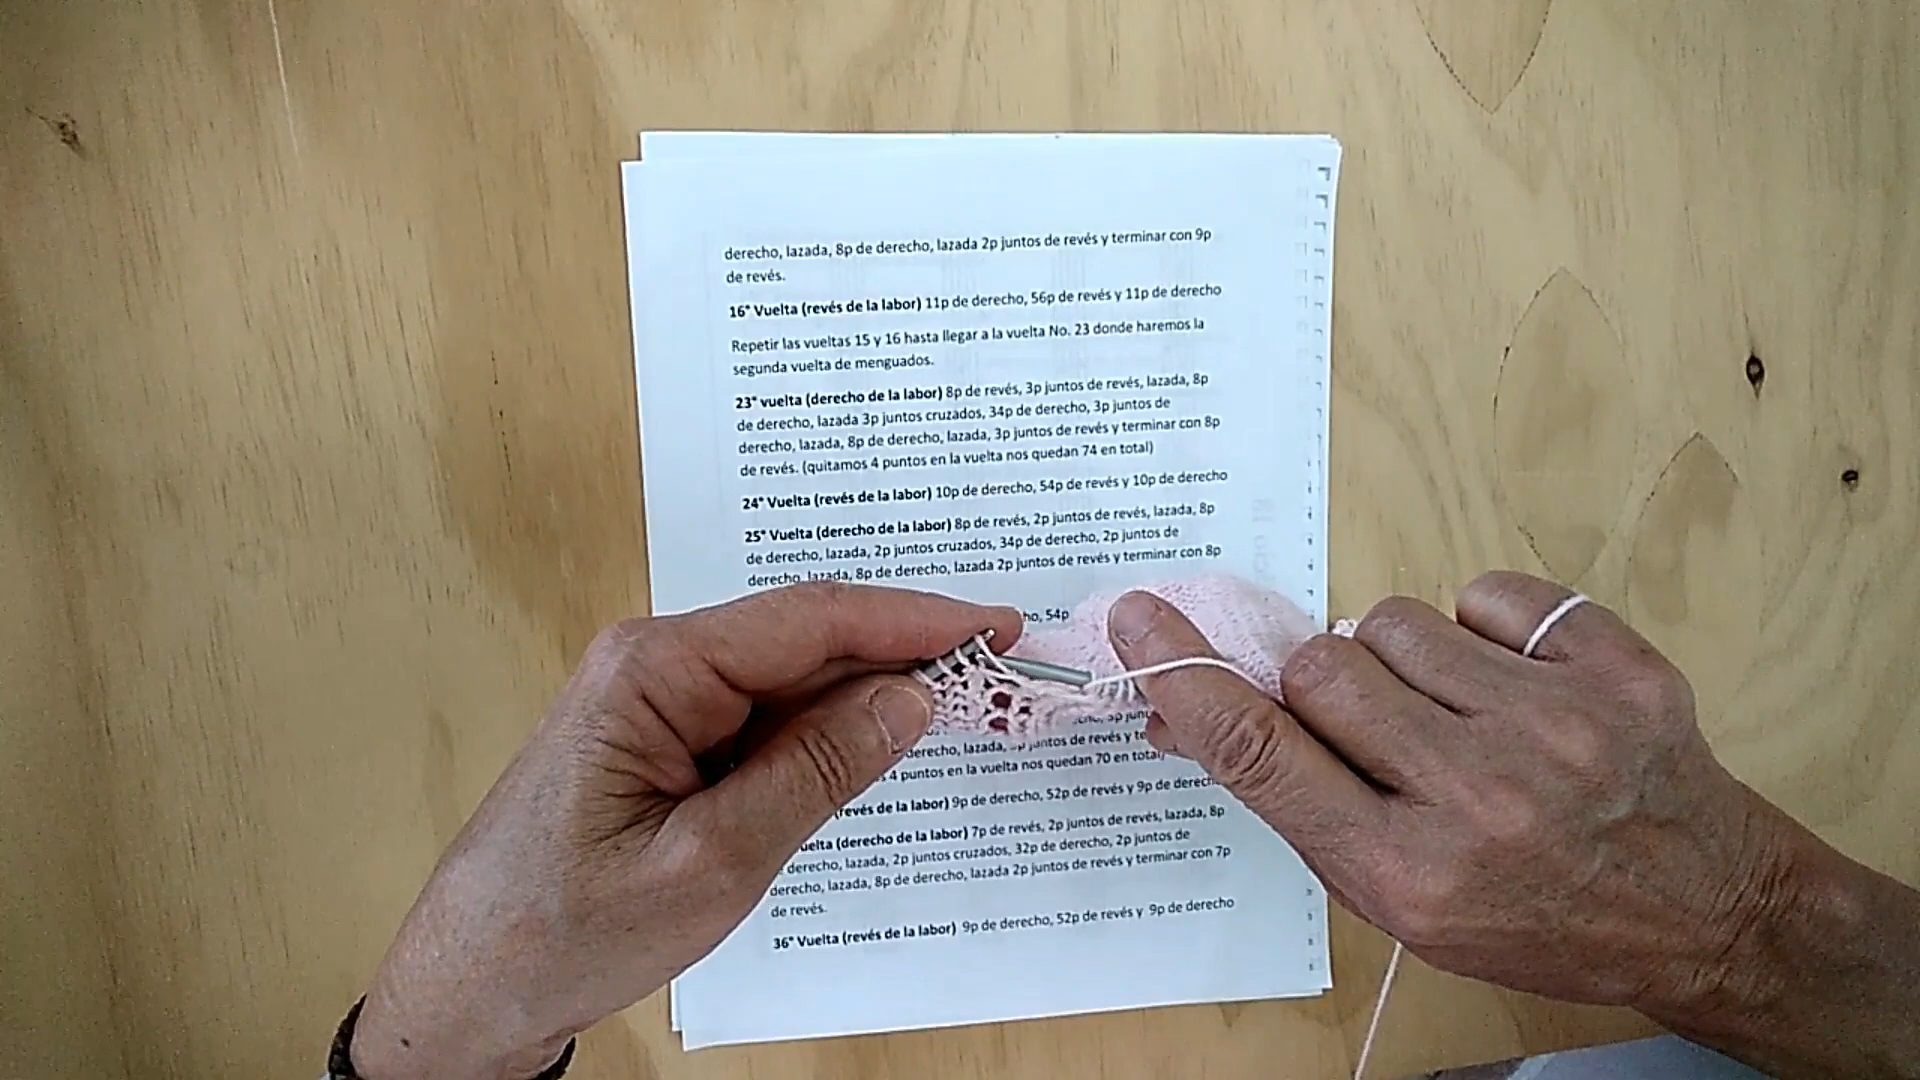 derecho, lazada, 8p de derecho, lazada 2p juntos de revés y terminar con 9p
de revés.
16° Vuelta (revés de la labor) 11p de derecho, 56p de revés y 11p de derecho
Repetir las vueltas 15 y 16 hasta llegar a la vuelta No. 23 donde haremos la
segunda vuelta de menguados.
23° vuelta (derecho de la labor) 8p de revés, 3p juntos de revés, lazada, 8p
de derecho, lazada 3p juntos cruzados, 34p de derecho, 3p juntos de
derecho, lazada, 8p de derecho, lazada, 3p juntos de revés y terminar con 8p
de revés. (quitamos 4 puntos en la vuelta nos quedan 74 en total)
24° Vuelta (revés de la labor) 10p de derecho, 54p de revés y 10p de derecho
25° Vuelta (derecho de la labor) 8p de revés, 2p juntos de revés, lazada, 8p
de derecho, lazada, 2p juntos cruzados, 34p de derecho, 2p juntos de
derecho, lazada, 8p de derecho, lazada 2p juntos de revés y terminar con 8p
54p
derecho, lazada, juntos de revés y
4 puntos en la vuelta nos quedan 70 en total)
(revés de la labor) 9p de derecho, 52p de revés y 9p de
(derecho de la labor) 7p de revés, 2p juntos de revés, lazada, 8p
derecho, lazada, 2p juntos cruzados, 32p de derecho, 2p juntos de
derecho, lazada, 8p de derecho, lazada 2p juntos de revés y terminar con 7p
de revés.
36° Vuelta (revés de la labor) 9p de derecho, 52p de revés y 9p de derecho